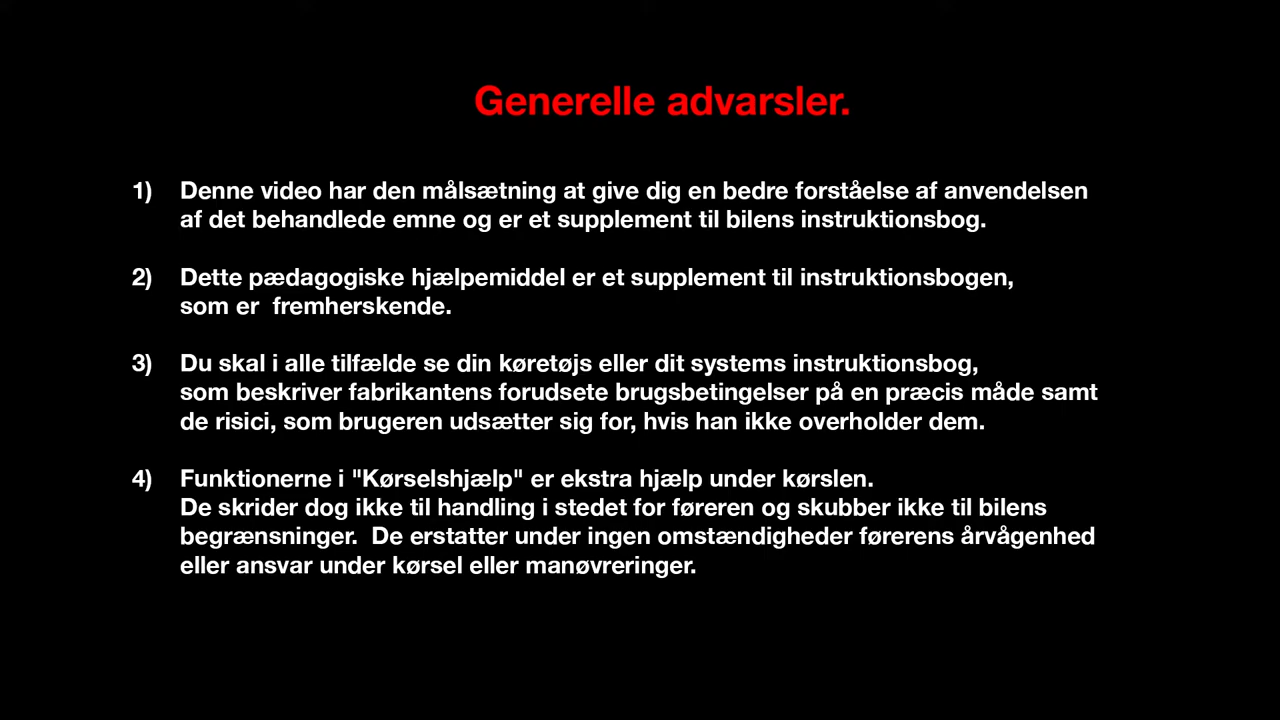 Generelle advarsler.
1) Denne video har den målsætning at give dig en bedre forståelse af anvendelsen
af det behandlede emne og er et supplement til bilens instruktionsbog.
2) Dette pædagogiske hjælpemiddel er et supplement til instruktionsbogen,
som er  fremherskende.
3) Du skal i alle tilfælde se din køretøjs eller dit systems instruktionsbog,
som beskriver fabrikantens forudsete brugsbetingelser på en præcis måde samt
de risici, som brugeren udsætter sig for, hvis han ikke overholder dem.
4) Funktionerne i "Kørselshjælp" er ekstra hjælp under kørslen.
De skrider dog ikke til handling i stedet for føreren og skubber ikke til bilens
begrænsninger.  De erstatter under ingen omstændigheder førerens årvågenhed
eller ansvar under kørsel eller manøvreringer.